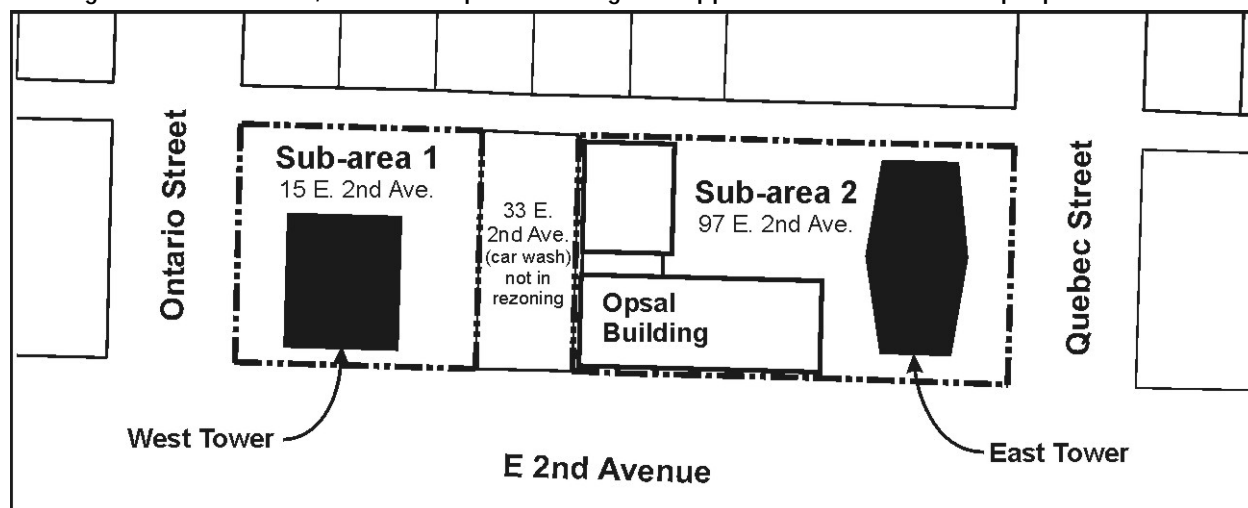 Sub-area 1
15 E. 2nd Ave.
33 E.
2nd Ave.
(car wash)
not in
rezoning
Sub-area 2
97 E. 2nd Ave.
Opsal
Building
Ontario Street
Quebec Street
West Tower
East Tower
E 2nd Avenue